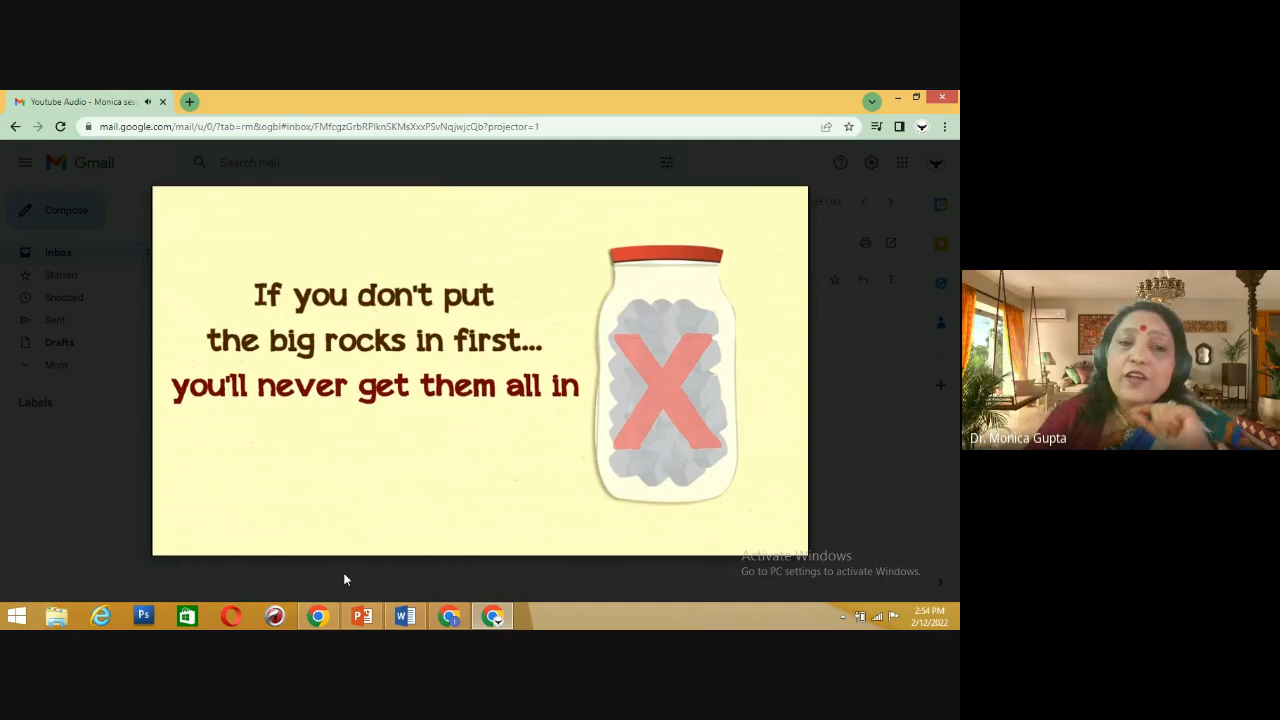 Youtube Audio - Monica ses
mail.google.com/mail/u/0/?tab=rm&ogbl#inbox/FMfcgzGrbRPlknSKMsXxxPSvNqjwjcQb?projector=1
Gmail
Search mail
Compose
Inbox
Starred
Snoozed
Sent
Drafts
More
Labels
If you don't put
the big rocks in first...
you'll never get them all in
X
Activate Windows
Go to PC settings to activate Windows.
Ps
2:54 PM
2/12/2022
Dr. Monica Gupta